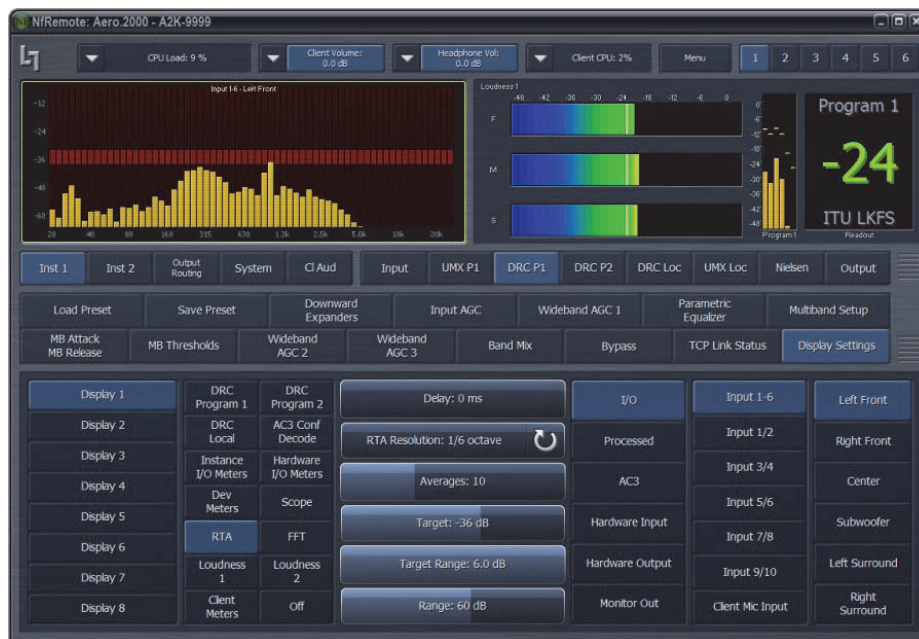 NfRemote: Aero.2000 - A2K-9999
CPU Load: 9 %
Client Volume:
0.0 dB
Headphone Vol:
0.0 dB
Client CPU: 2%
Menu
1 2 3 4 5 6
Input 1-6 - Left Front
-12
-24
-36
-48
-60
20 40 80 160 315 630 1.3k 2.5k 5.0k 10k 20k
Loudness 1
-48 -42 -36 -30 -24 -18 -12 -6 0
F
M
S
0
-6
-12
-18
-24
-30
-36
-42
-48
Program 1
Program 1
-24
ITU LKFS
Readout
Inst 1 Inst 2 Output Routing System Cl Aud Input UMX P1 DRC P1 DRC P2 DRC Loc UMX Loc Nielsen Output
Load Preset Save Preset Downward Expanders Input AGC Wideband AGC 1 Parametric Equalizer Multiband Setup
MB Attack MB Release MB Thresholds Wideband AGC 2 Wideband AGC 3 Band Mix Bypass TCP Link Status Display Settings
Display 1
Display 2
Display 3
Display 4
Display 5
Display 6
Display 7
Display 8
DRC Program 1
DRC Program 2
DRC Local
AC3 Conf Decode
Instance I/O Meters
Hardware I/O Meters
Dev Meters
Scope
RTA
FFT
Loudness 1
Loudness 2
Client Meters
Off
Delay: 0 ms
RTA Resolution: 1/6 octave
Averages: 10
Target: -36 dB
Target Range: 6.0 dB
Range: 60 dB
I/O
Processed
AC3
Hardware Input
Hardware Output
Monitor Out
Input 1-6
Input 1/2
Input 3/4
Input 5/6
Input 7/8
Input 9/10
Client Mic Input
Left Front
Right Front
Center
Subwoofer
Left Surround
Right Surround